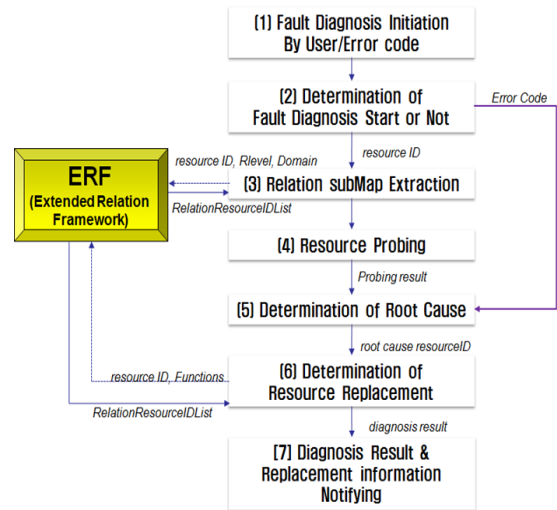 (1) Fault Diagnosis Initiation
By User/Error code
(2) Determination of
Fault Diagnosis Start or Not
Error Code
resource ID
resource ID, Rlevel, Domain
ERF
(Extended Relation
Framework)
(3) Relation subMap Extraction
RelationResourceIDList
(4) Resource Probing
Probing result
(5) Determination of Root Cause
root cause resourceID
(6) Determination of
Resource Replacement
resource ID, Functions
RelationResourceIDList
diagnosis result
(7) Diagnosis Result &
Replacement information
Notifying